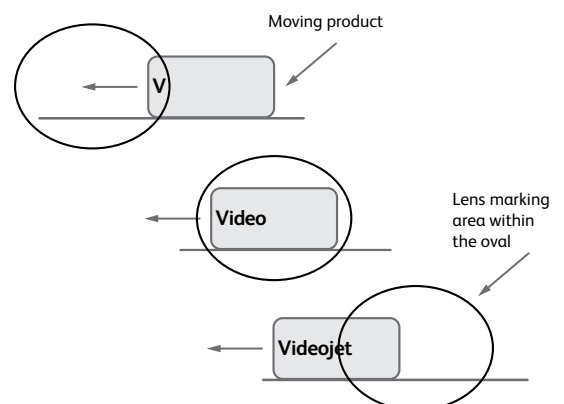 Moving product
V
Video
Lens marking
area within
the oval
Videojet